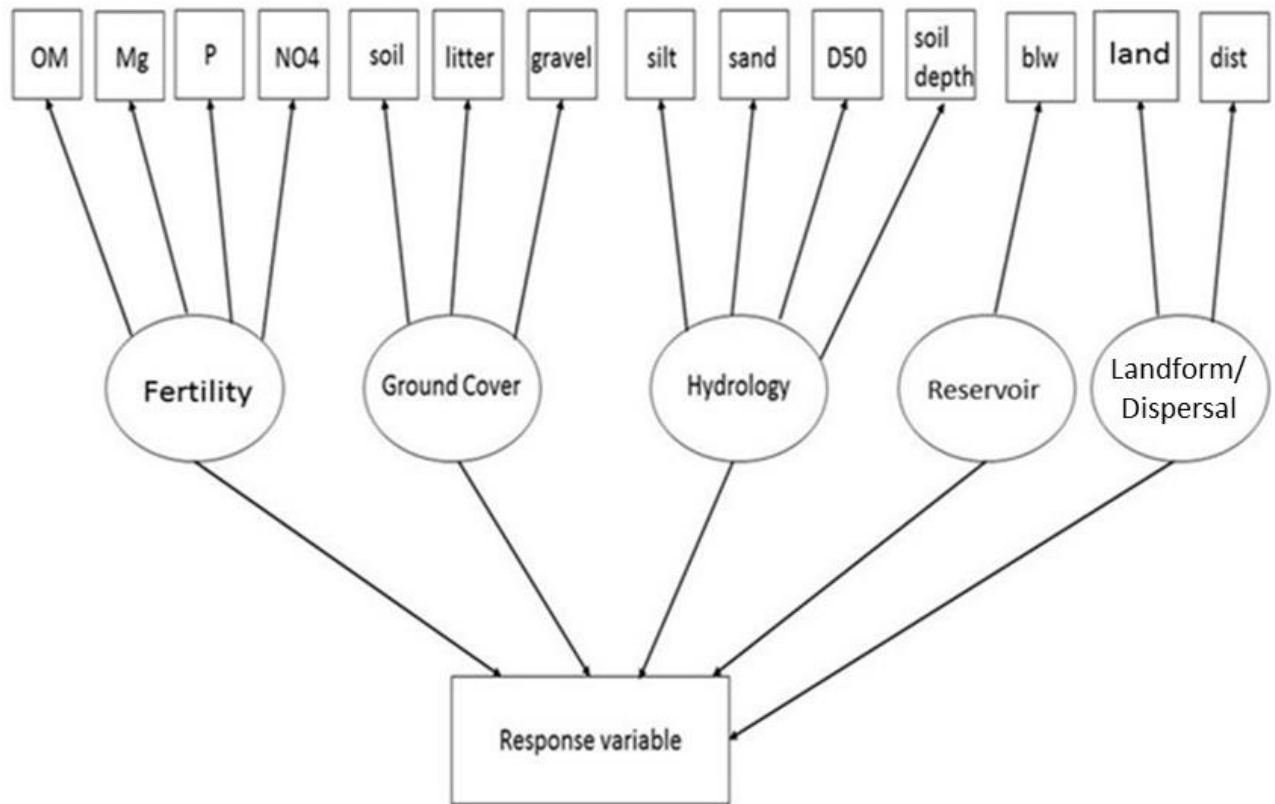 OM
Mg
P
NO4
soil
litter
gravel
silt
sand
D50
soil
depth
blw
land
dist
Fertility
Ground Cover
Hydrology
Reservoir
Landform/
Dispersal
Response variable